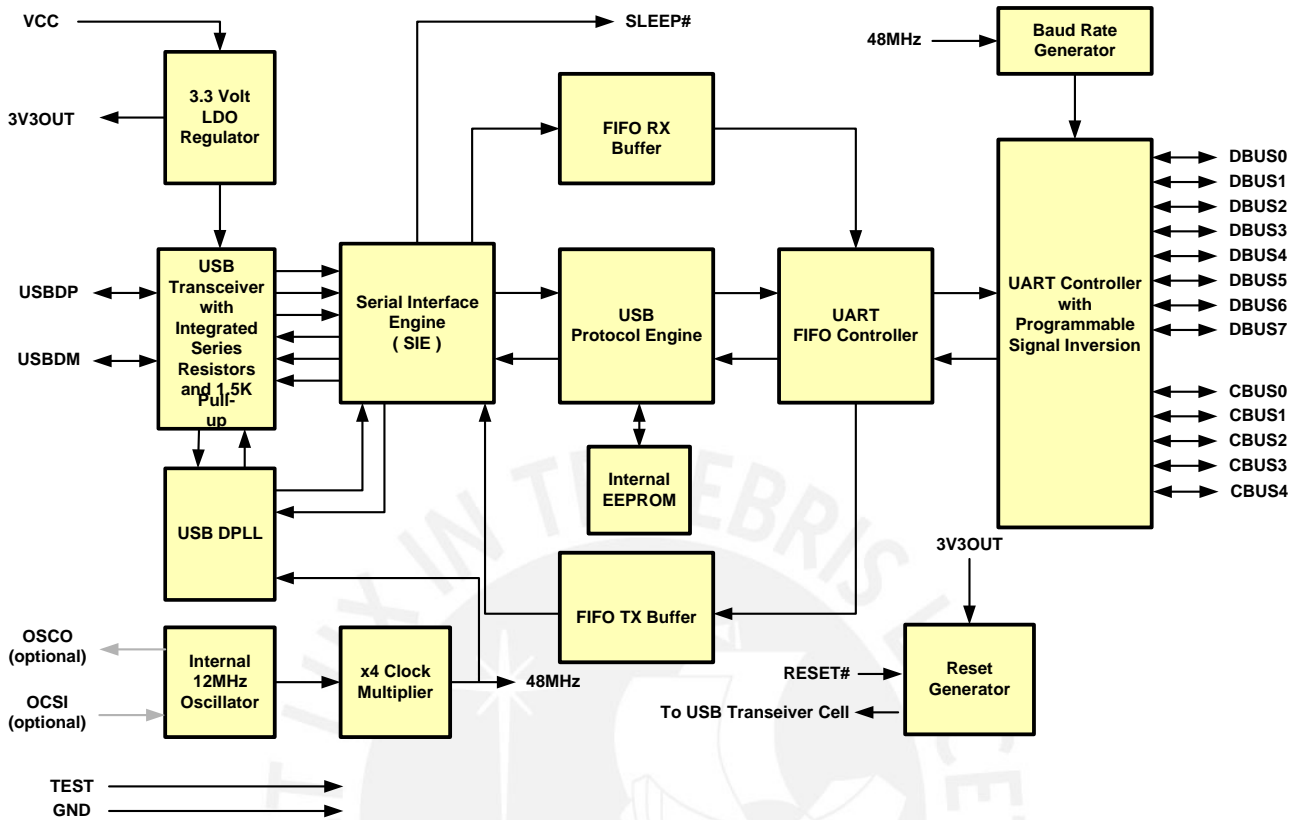 VCC
SLEEP#
48MHz
Baud Rate
Generator
3.3 Volt
LDO
Regulator
3V3OUT
FIFO RX
Buffer
DBUS0
DBUS1
DBUS2
DBUS3
DBUS4
DBUS5
DBUS6
DBUS7
USB
Transceiver
with
Integrated
Series
Resistors
and 1.5K
Pull-
up
USBDP
USBDM
Serial Interface
Engine
( SIE )
USB
Protocol Engine
UART
FIFO Controller
UART Controller
with
Programmable
Signal Inversion
CBUS0
CBUS1
CBUS2
CBUS3
CBUS4
Internal
EEPROM
USB DPLL
3V3OUT
FIFO TX Buffer
OSCO
(optional)
OCSI
(optional)
Internal
12MHz
Oscillator
x4 Clock
Multiplier
48MHz
RESET#
Reset
Generator
To USB Transeiver Cell
TEST
GND